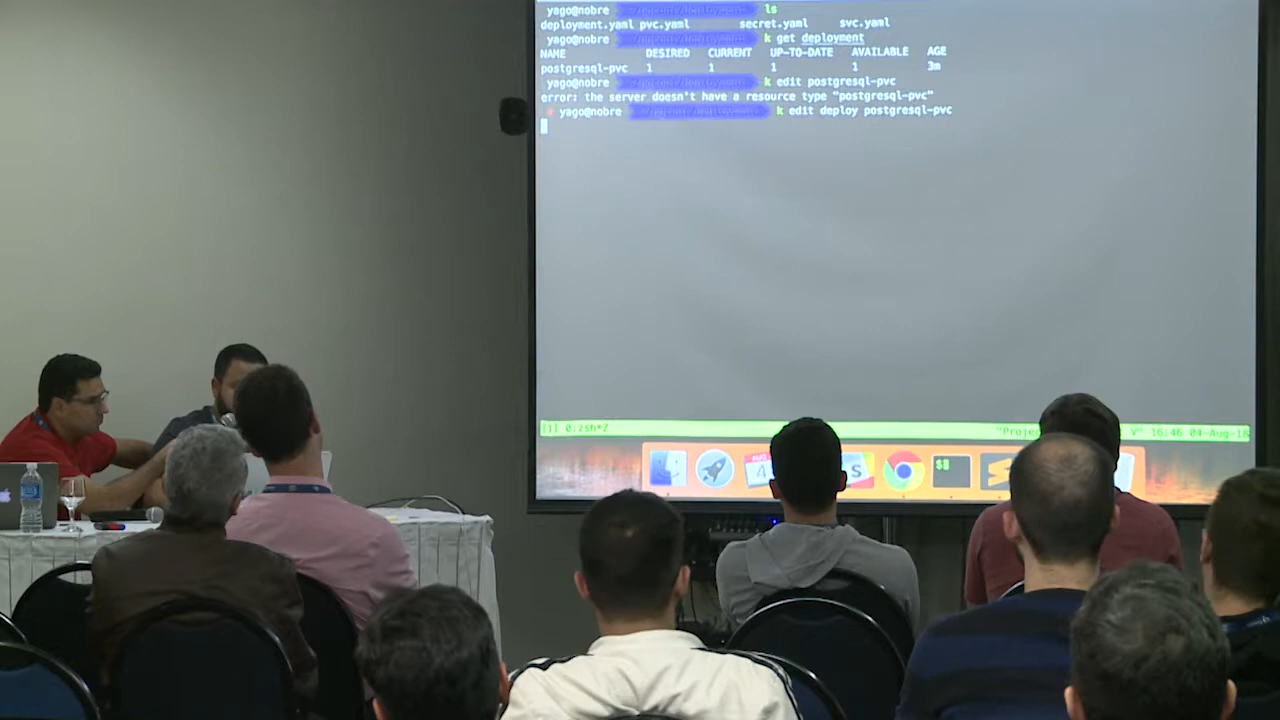 yago@nobre ls
deployment.yaml pvc.yaml secret.yaml svc.yaml
yago@nobre k get deployment
NAME DESIRED CURRENT UP-TO-DATE AVAILABLE AGE
postgresql-pvc 1 1 1 1 3m
yago@nobre k edit postgresql-pvc
error: the server doesn't have a resource type "postgresql-pvc"
yago@nobre k edit deploy postgresql-pvc
[1] 0:zsh*Z 16:46 04-Aug-18
4
S
$